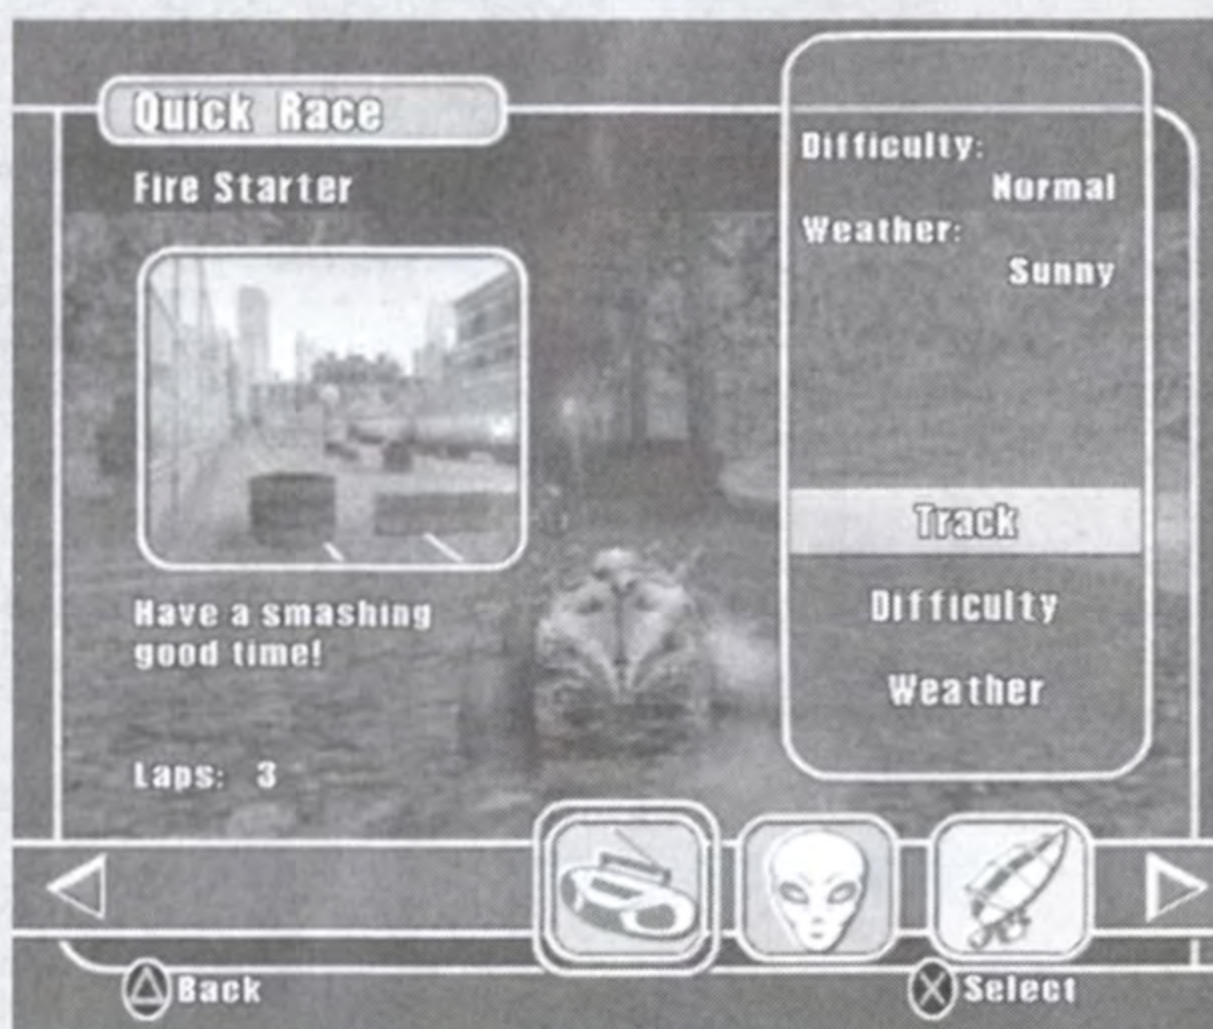 Quick Race
Fire Starter
Have a smashing
good time!
Laps: 3
Difficulty:
Normal
Weather:
Sunny
Track
Difficulty
Weather
Back
Select